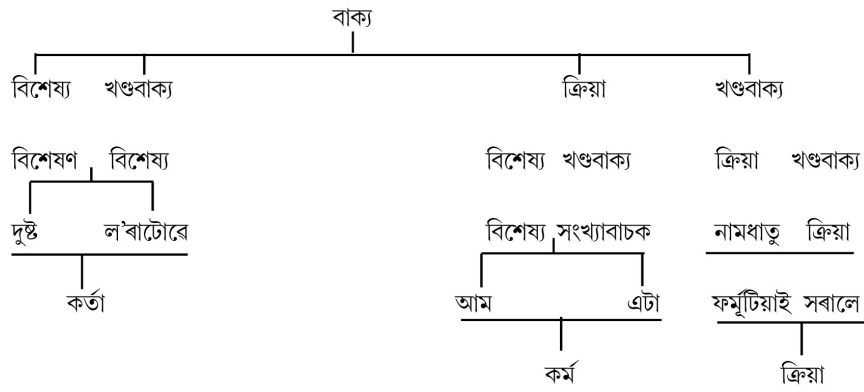 বাক্য
বিশেষ্য খণ্ডবাক্য ক্ৰিয়া খণ্ডবাক্য
বিশেষণ বিশেষ্য বিশেষ্য খণ্ডবাক্য ক্ৰিয়া খণ্ডবাক্য
দুষ্ট ল'ৰাটোৱে বিশেষ্য সংখ্যাবাচক নামধাতু ক্ৰিয়া
কৰ্তা আম এটা ফৰ্মূটিয়াই সৰালে
কৰ্ম ক্ৰিয়া